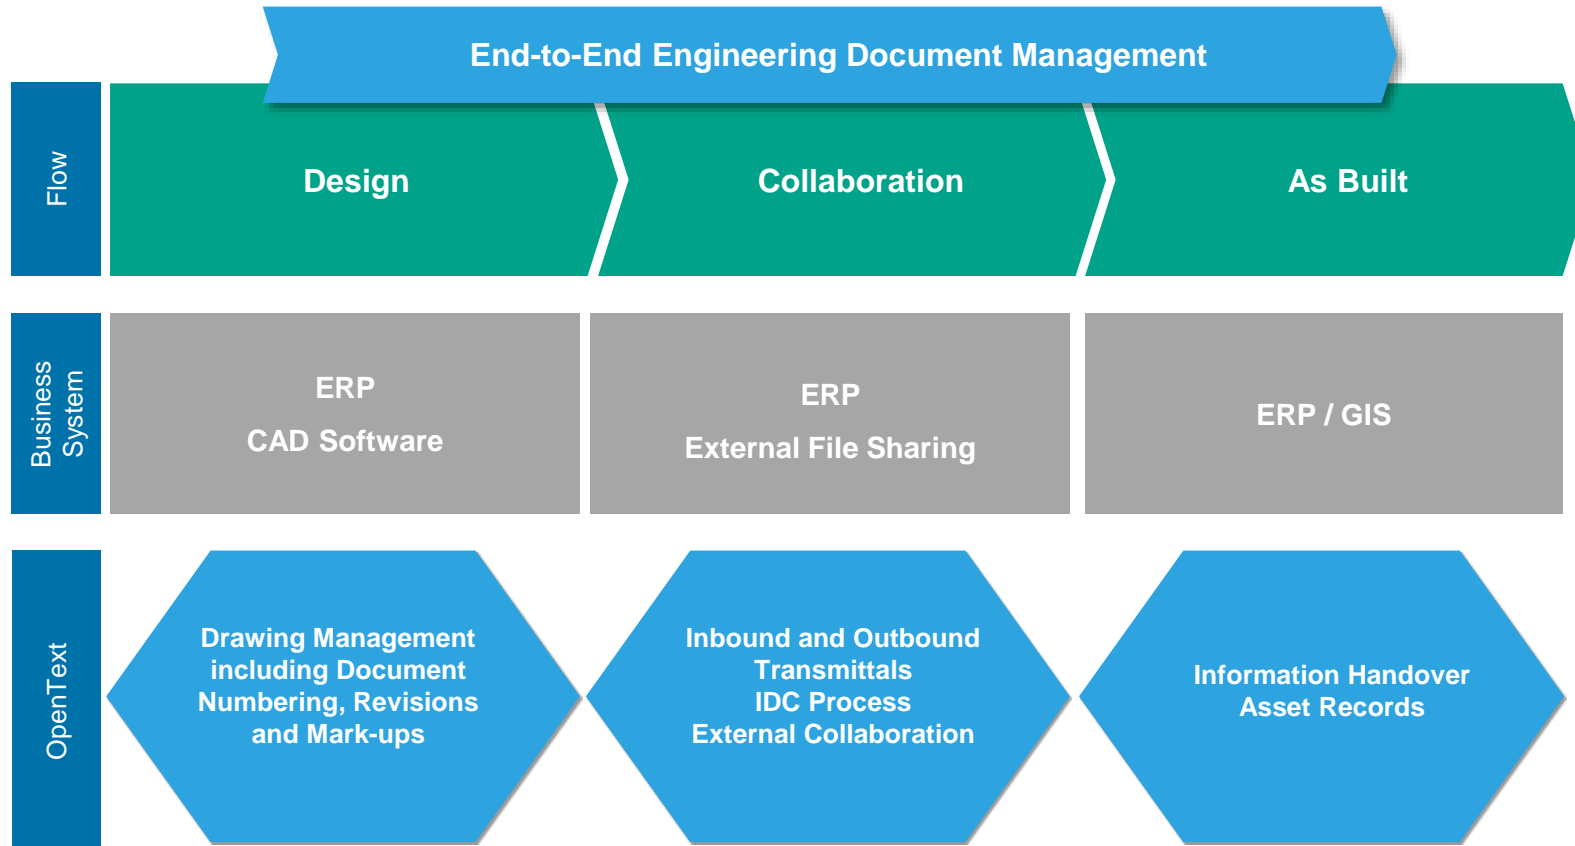 End-to-End Engineering Document Management
Flow
Design
Collaboration
As Built
Business
System
ERP
CAD Software
ERP
External File Sharing
ERP / GIS
OpenText
Drawing Management
including Document
Numbering, Revisions
and Mark-ups
Inbound and Outbound
Transmittals
IDC Process
External Collaboration
Information Handover
Asset Records